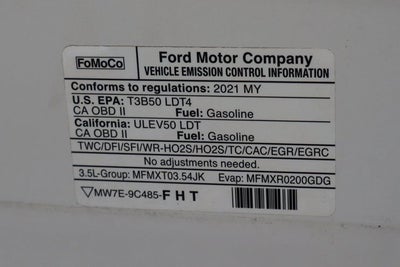 FoMoCo Ford Motor Company
VEHICLE EMISSION CONTROL INFORMATION
Conforms to regulations: 2021 MY
U.S. EPA: T3B50 LDT4
CA OBD II Fuel: Gasoline
California: ULEV50 LDT
CA OBD II Fuel: Gasoline
TWC/DFI/SFI/WR-HO2S/HO2S/TC/CAC/EGR/EGRC
No adjustments needed.
3.5L-Group: MFMXT03.54JK Evap: MFMXR0200GDG
MW7E-9C485-F H T